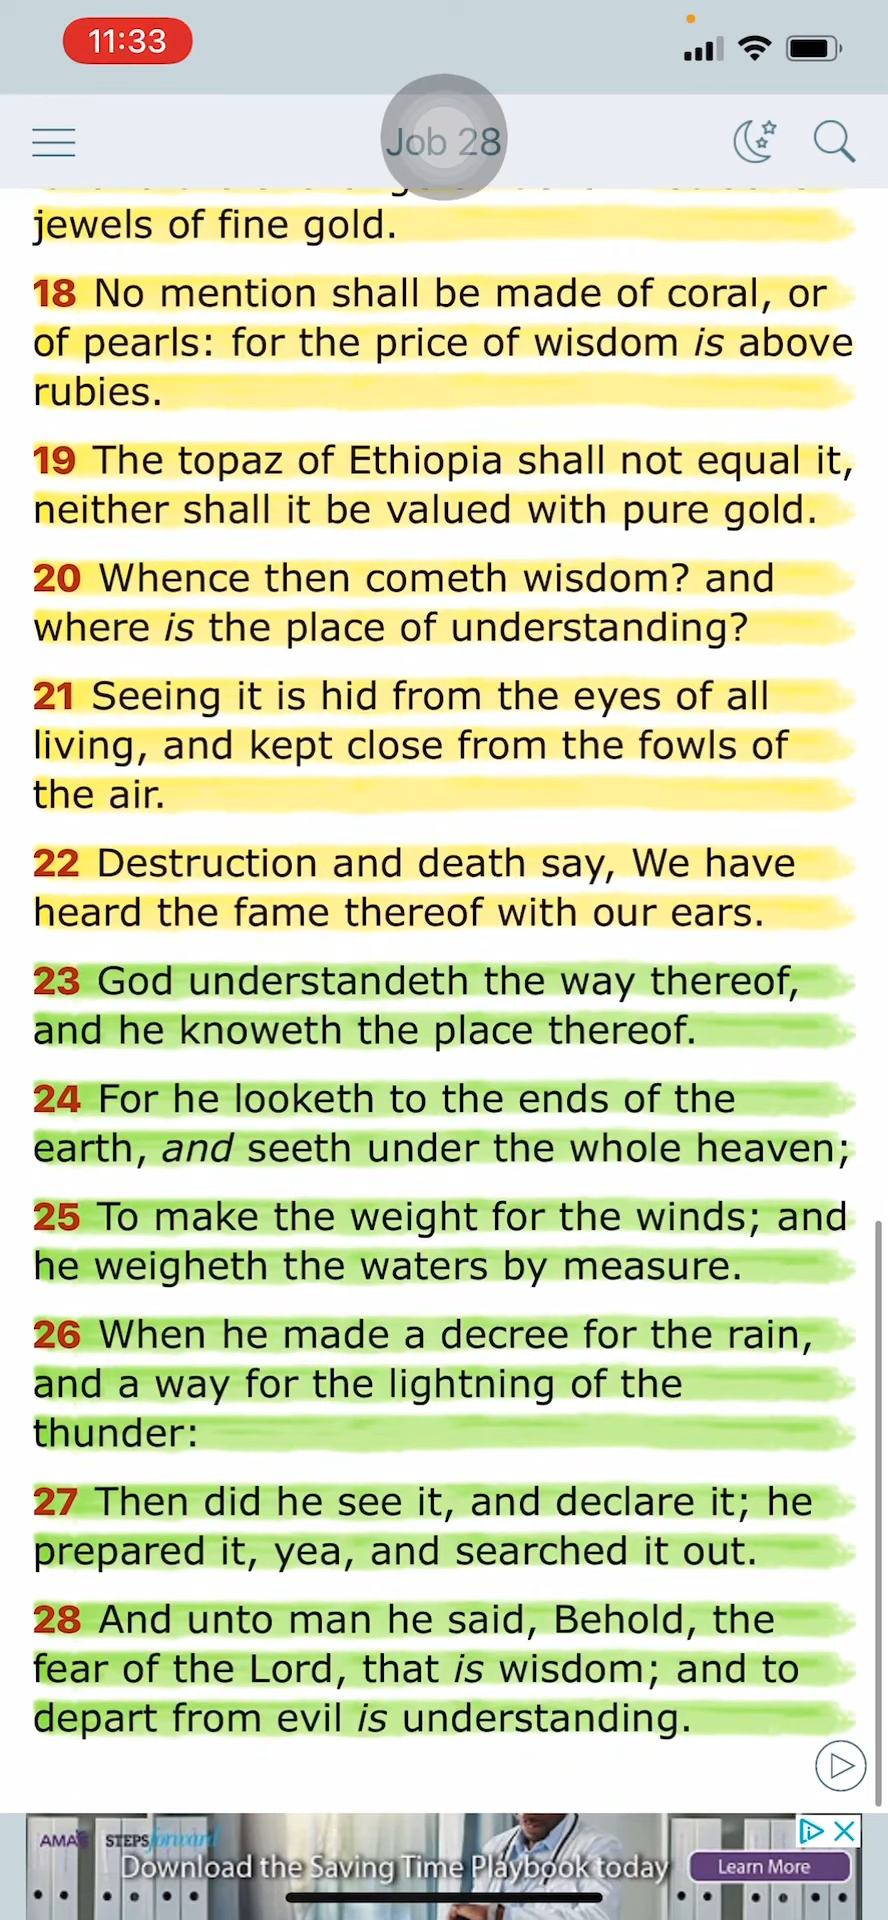 11:33
Job 28
jewels of fine gold.
18 No mention shall be made of coral, or
of pearls: for the price of wisdom is above
rubies.
19 The topaz of Ethiopia shall not equal it,
neither shall it be valued with pure gold.
20 Whence then cometh wisdom? and
where is the place of understanding?
21 Seeing it is hid from the eyes of all
living, and kept close from the fowls of
the air.
22 Destruction and death say, We have
heard the fame thereof with our ears.
23 God understandeth the way thereof,
and he knoweth the place thereof.
24 For he looketh to the ends of the
earth, and seeth under the whole heaven;
25 To make the weight for the winds; and
he weigheth the waters by measure.
26 When he made a decree for the rain,
and a way for the lightning of the
thunder:
27 Then did he see it, and declare it; he
prepared it, yea, and searched it out.
28 And unto man he said, Behold, the
fear of the Lord, that is wisdom; and to
depart from evil is understanding.
AMA STEPSforward
Download the Saving Time Playbook today
Learn More